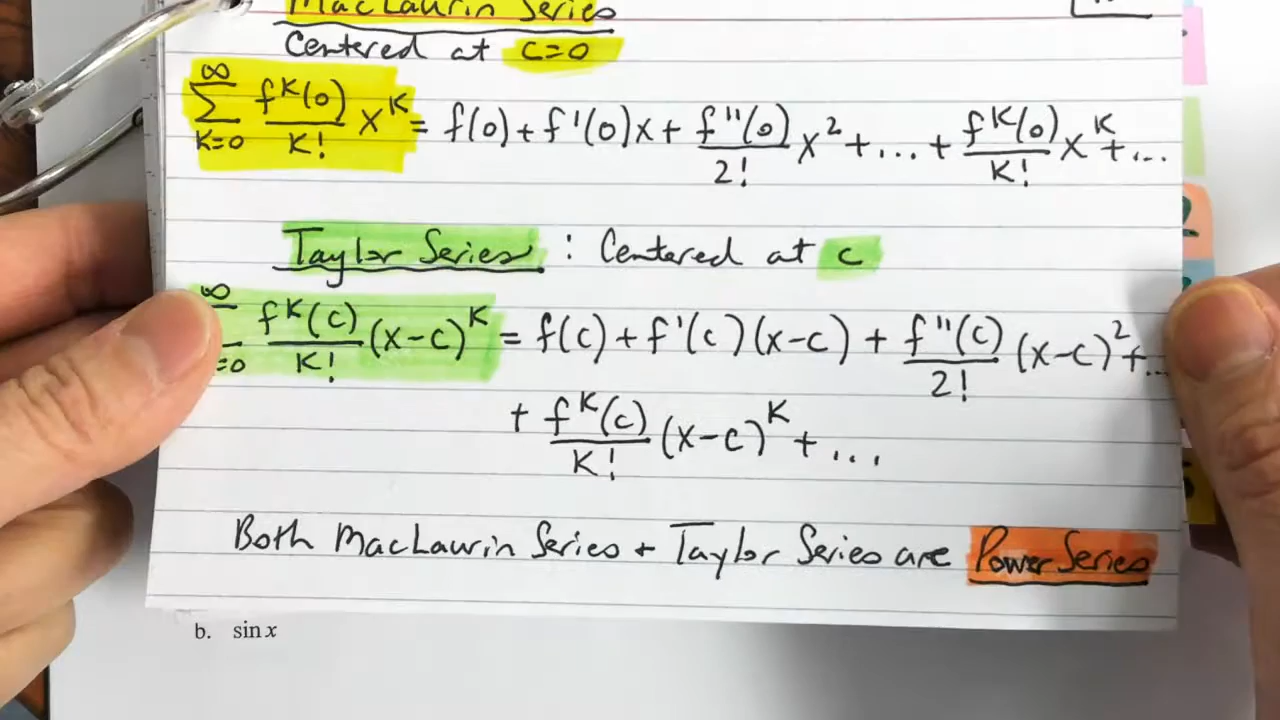 MacLaurin Series
Centered at c=0
∞ Σ K=0 f^K(0)/K! x^K = f(0) + f'(0)x + f''(0)/2! x^2 + ... + f^K(0)/K! x^K + ...
Taylor Series : Centered at c
∞ =0 f^K(c)/K! (x-c)^K = f(c) + f'(c)(x-c) + f''(c)/2! (x-c)^2 + ...
+ f^K(c)/K! (x-c)^K + ...
Both MacLaurin Series + Taylor Series are Power Series
b. sin x